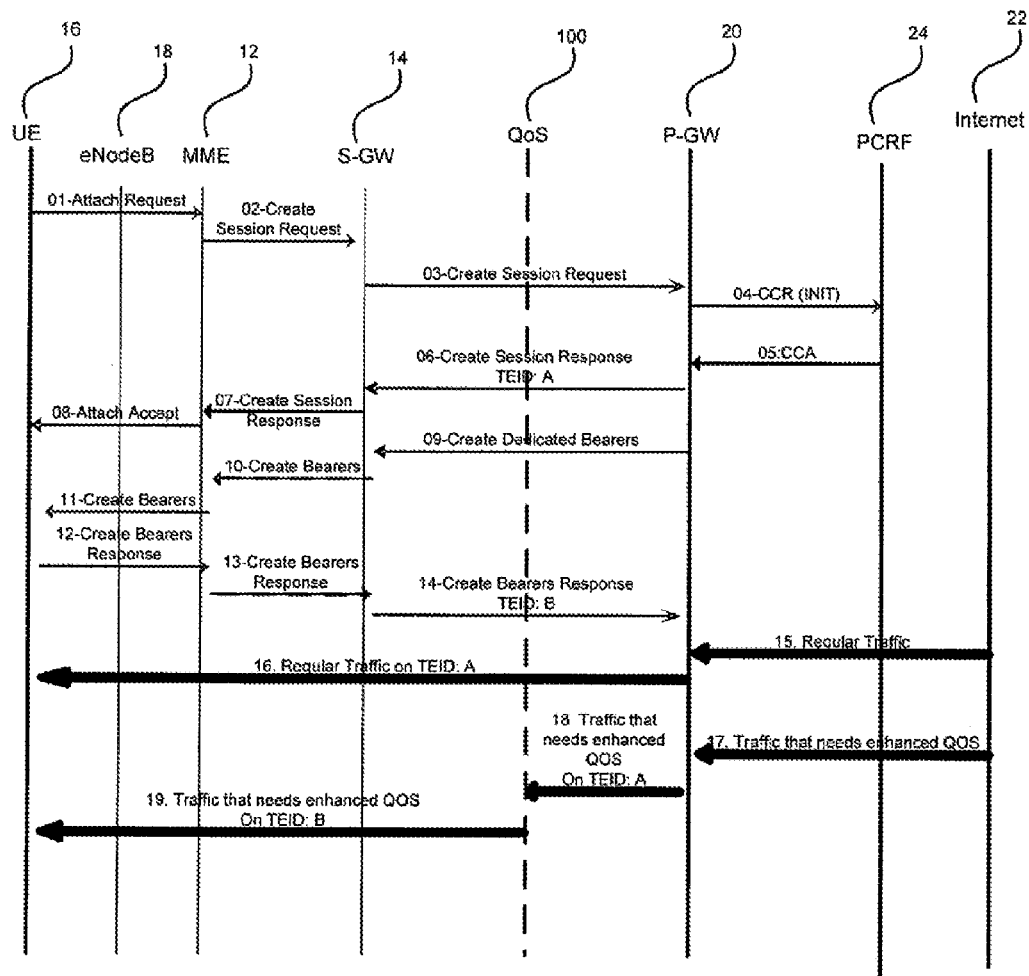 16
18
12
14
100
20
24
22
UE
eNodeB
MME
S-GW
QoS
P-GW
PCRF
Internet
01-Attach Request
02-Create
Session Request
03-Create Session Request
04-CCR (INIT)
05:CCA
06-Create Session Response
TEID: A
07-Create Session
Response
08-Attach Accept
09-Create Dedicated Bearers
10-Create Bearers
11-Create Bearers
12-Create Bearers
Response
13-Create Bearers
Response
14-Create Bearers Response
TEID: B
15. Regular Traffic
16. Regular Traffic on TEID: A
17. Traffic that needs enhanced QOS
18. Traffic that
needs enhanced
QOS
On TEID: A
19. Traffic that needs enhanced QOS
On TEID: B